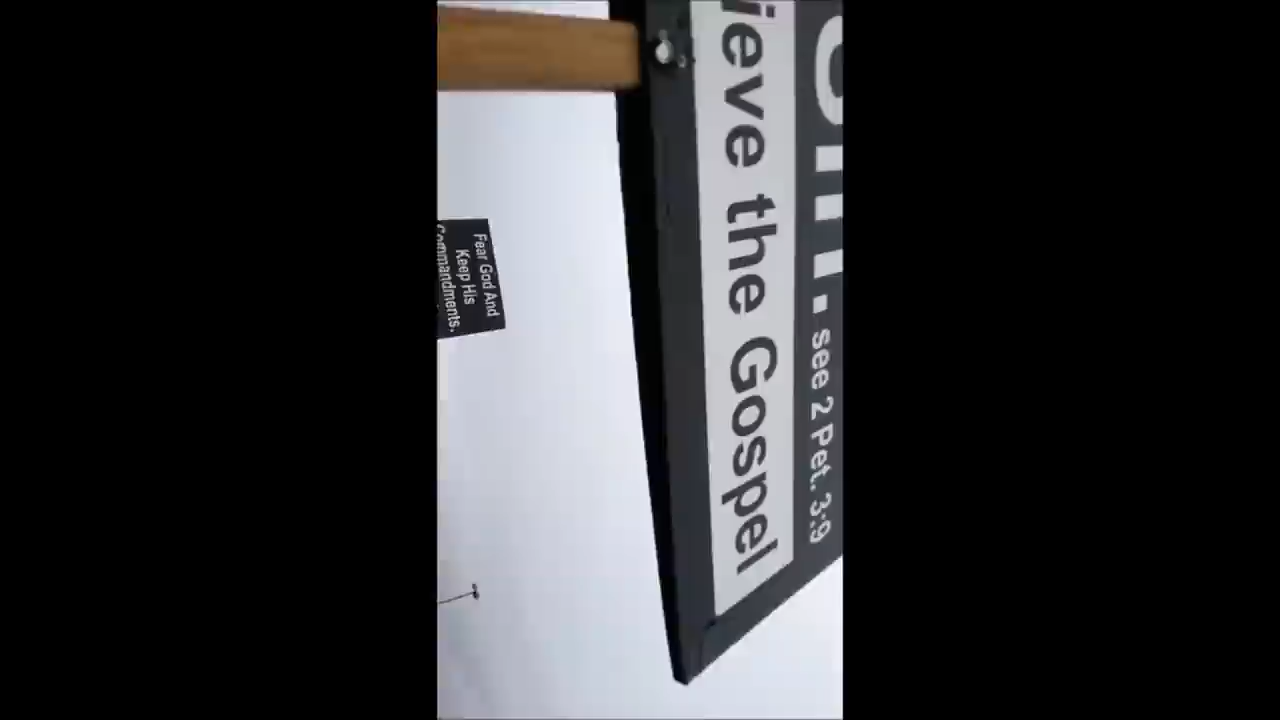 see 2 Pet. 3:9
ieve the Gospel
Fear God And
Keep His
Commandments,